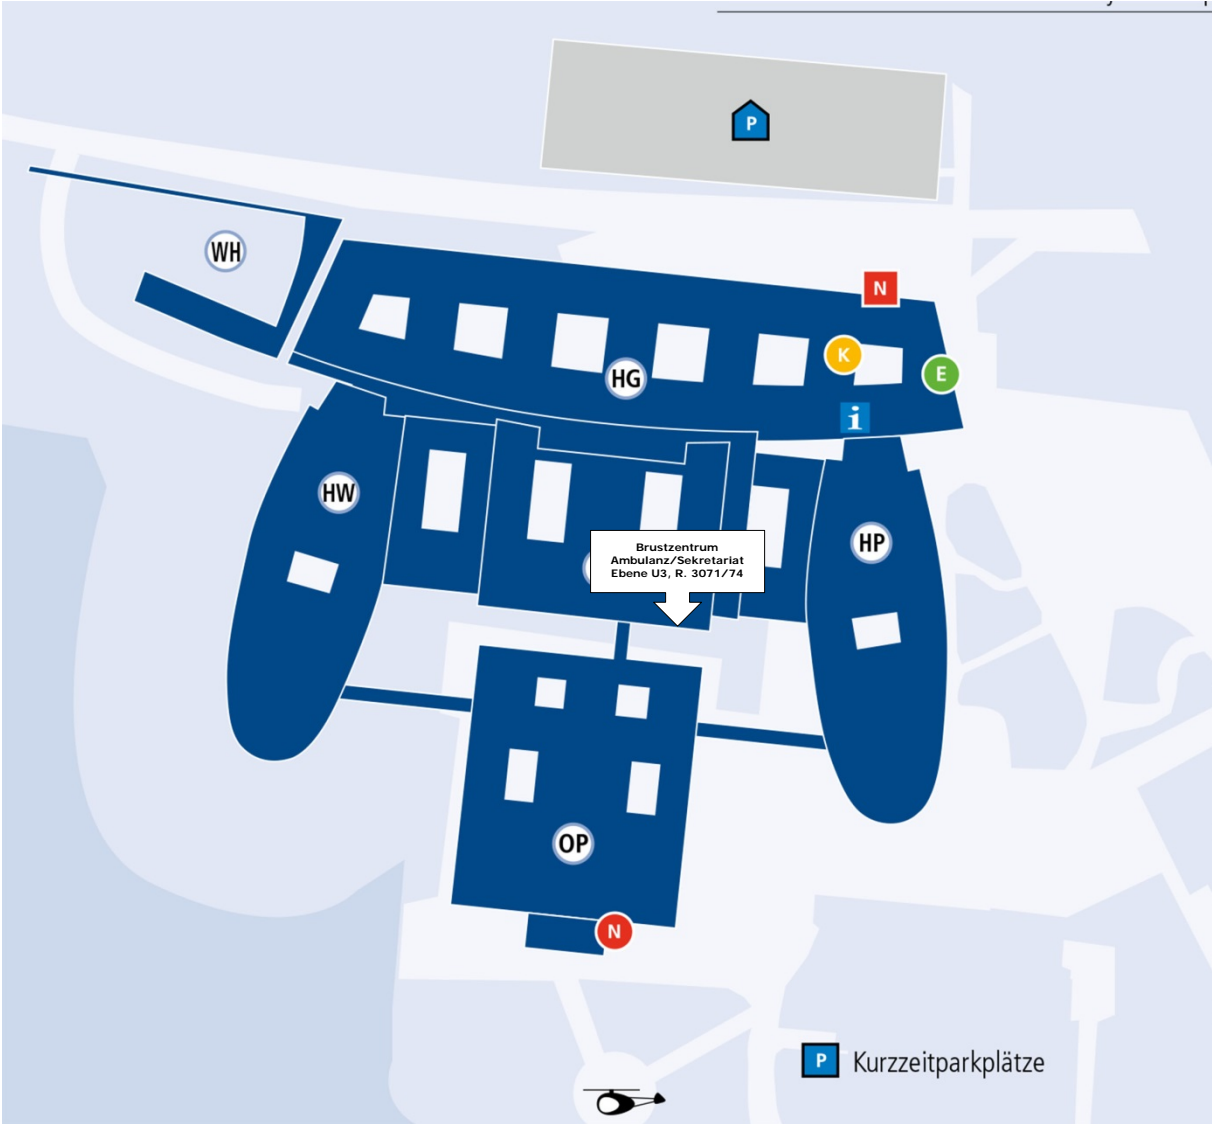 P
WH
N
K
E
HG
i
HW
HP
Brustzentrum
Ambulanz/Sekretariat
Ebene U3, R. 3071/74
OP
N
P Kurzzeitparkplätze